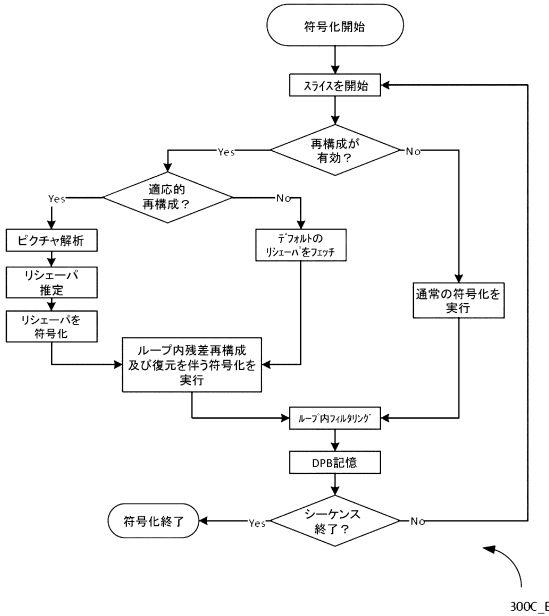 符号化開始
スライスを開始
再構成が
有効？
Yes
No
適応的
再構成？
Yes
No
ピクチャ解析
デフォルトの
リシェーパをフェッチ
リシェーパ
推定
通常の符号化を
実行
リシェーパを
符号化
ループ内残差再構成
及び復元を伴う符号化を
実行
ループ内フィルタリング
DPB記憶
シーケンス
終了？
Yes
No
符号化終了
300C_E